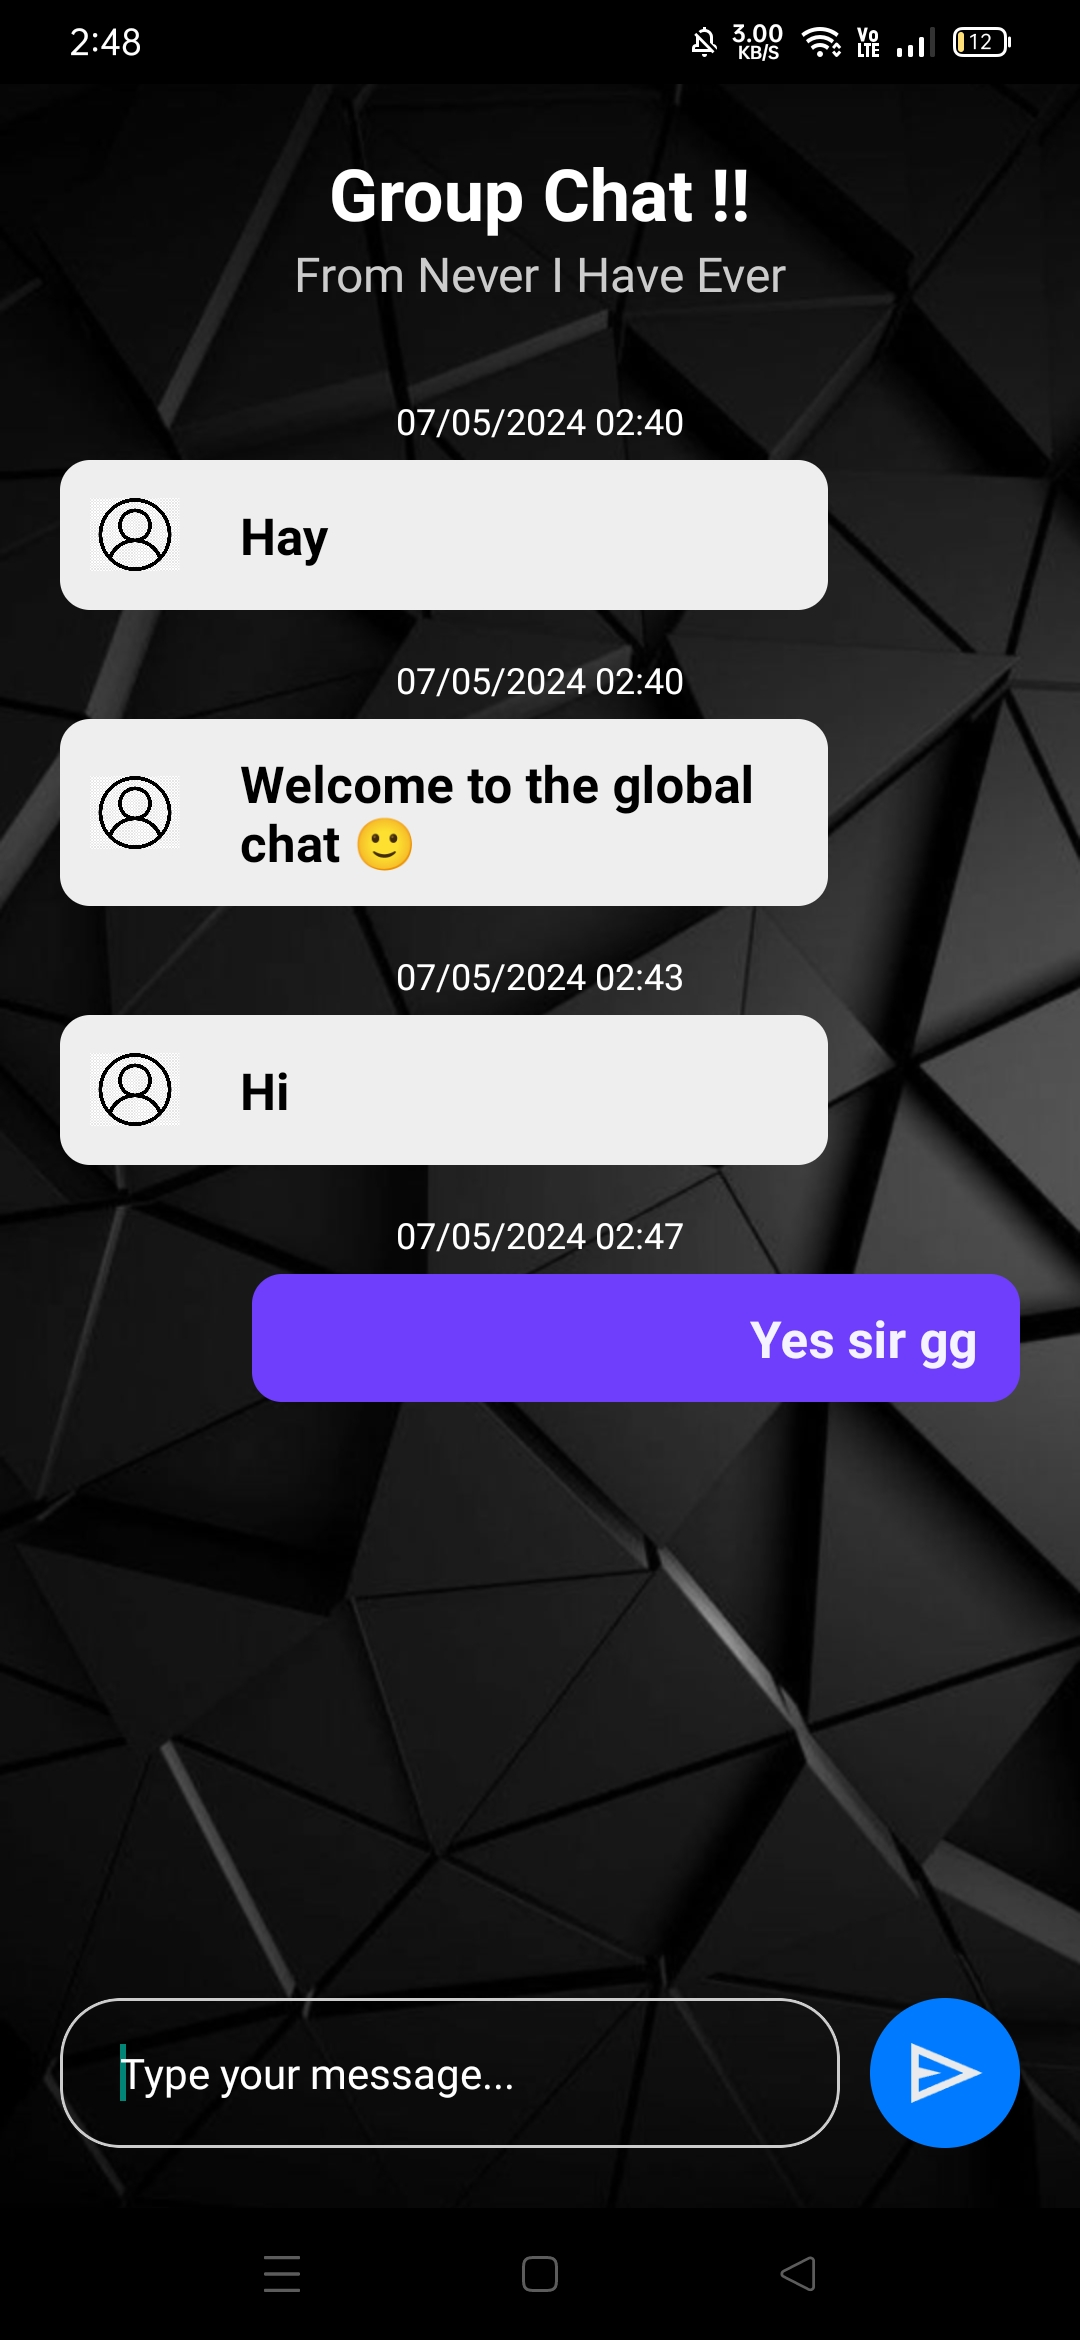 2:48
3.00
KB/S
Vo
LTE
12
Group Chat !!
From Never I Have Ever
07/05/2024 02:40
Hay
07/05/2024 02:40
Welcome to the global
chat 🙂
07/05/2024 02:43
Hi
07/05/2024 02:47
Yes sir gg
Type your message...